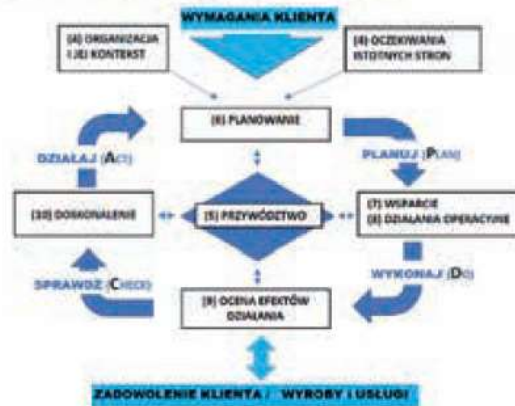 WYMAGANIA KLIENTA
(4) ORGANIZACJA
I JEJ KONTEKST
(4) OCZEKIWANIA
ISTOTNYCH STRON
(6) PLANOWANIE
DZIAŁAJ (ACT)
PLANUJ (PLAN)
(10) DOSKONALENIE
(5) PRZYWÓDZTWO
(7) WSPARCIE
(8) DZIAŁANIA OPERACYJNE
SPRAWDŹ (CHECK)
WYKONAJ (DO)
(9) OCENA EFEKTÓW
DZIAŁANIA
ZADOWOLENIE KLIENTA / WYROBY I USŁUGI